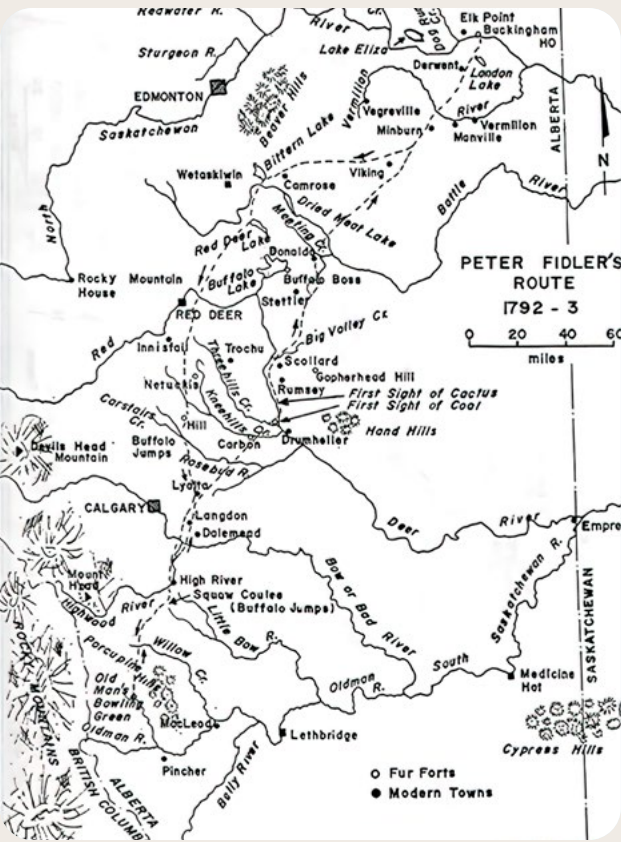 Redwater R.
River
Cr.
Dog Cr.
Elk Point
Buckingham
HO
Sturgeon R.
Lake Eliza
Derwent
London
Lake
EDMONTON
Beaver Hills
Vermilion
River
Vegreville
Vermilion
Minburn
Manville
ALBERTA
Saskatchewan
Bittern Lake
N
Wetaskiwin
Camrose
Viking
Battle
River
North
Dried Meat Lake
Meeting Cr.
Red Deer
Lake
Donalda
PETER FIDLER'S
ROUTE
1792 - 3
Rocky Mountain
House
Buffalo
Lake
Buffalo Boss
Stettler
RED DEER
0 20 40 60
miles
Big Valley Cr.
Red
Innisfail
Trochu
Threehills Cr.
Scollard
Gopherhead Hill
Netuckis
Rumsey
First Sight of Cactus
First Sight of Coal
Kneehills Cr.
Carstairs
Cr.
Hill
Hand Hills
Devils Head
Mountain
Buffalo
Jumps
Carbon
Drumheller
Rosebud R.
Lyalta
CALGARY
Langdon
Dalemead
Deer
River
Empre
Mount
Head
High River
Squaw Coulee
(Buffalo Jumps)
Highwood
River
Bow or Bad River
Saskatchewan R.
SASKATCHEWAN
Little Bow R.
Porcupine Hills
Willow Cr.
ROCKY MOUNTAINS
Old
Man's
Bowling
Green
Oldman R.
Oldman
R.
South
Medicine
Hat
MacLeod
Lethbridge
Cypress Hills
Pincher
Belly River
BRITISH COLUMB
ALBERTA
Fur Forts
Modern Towns